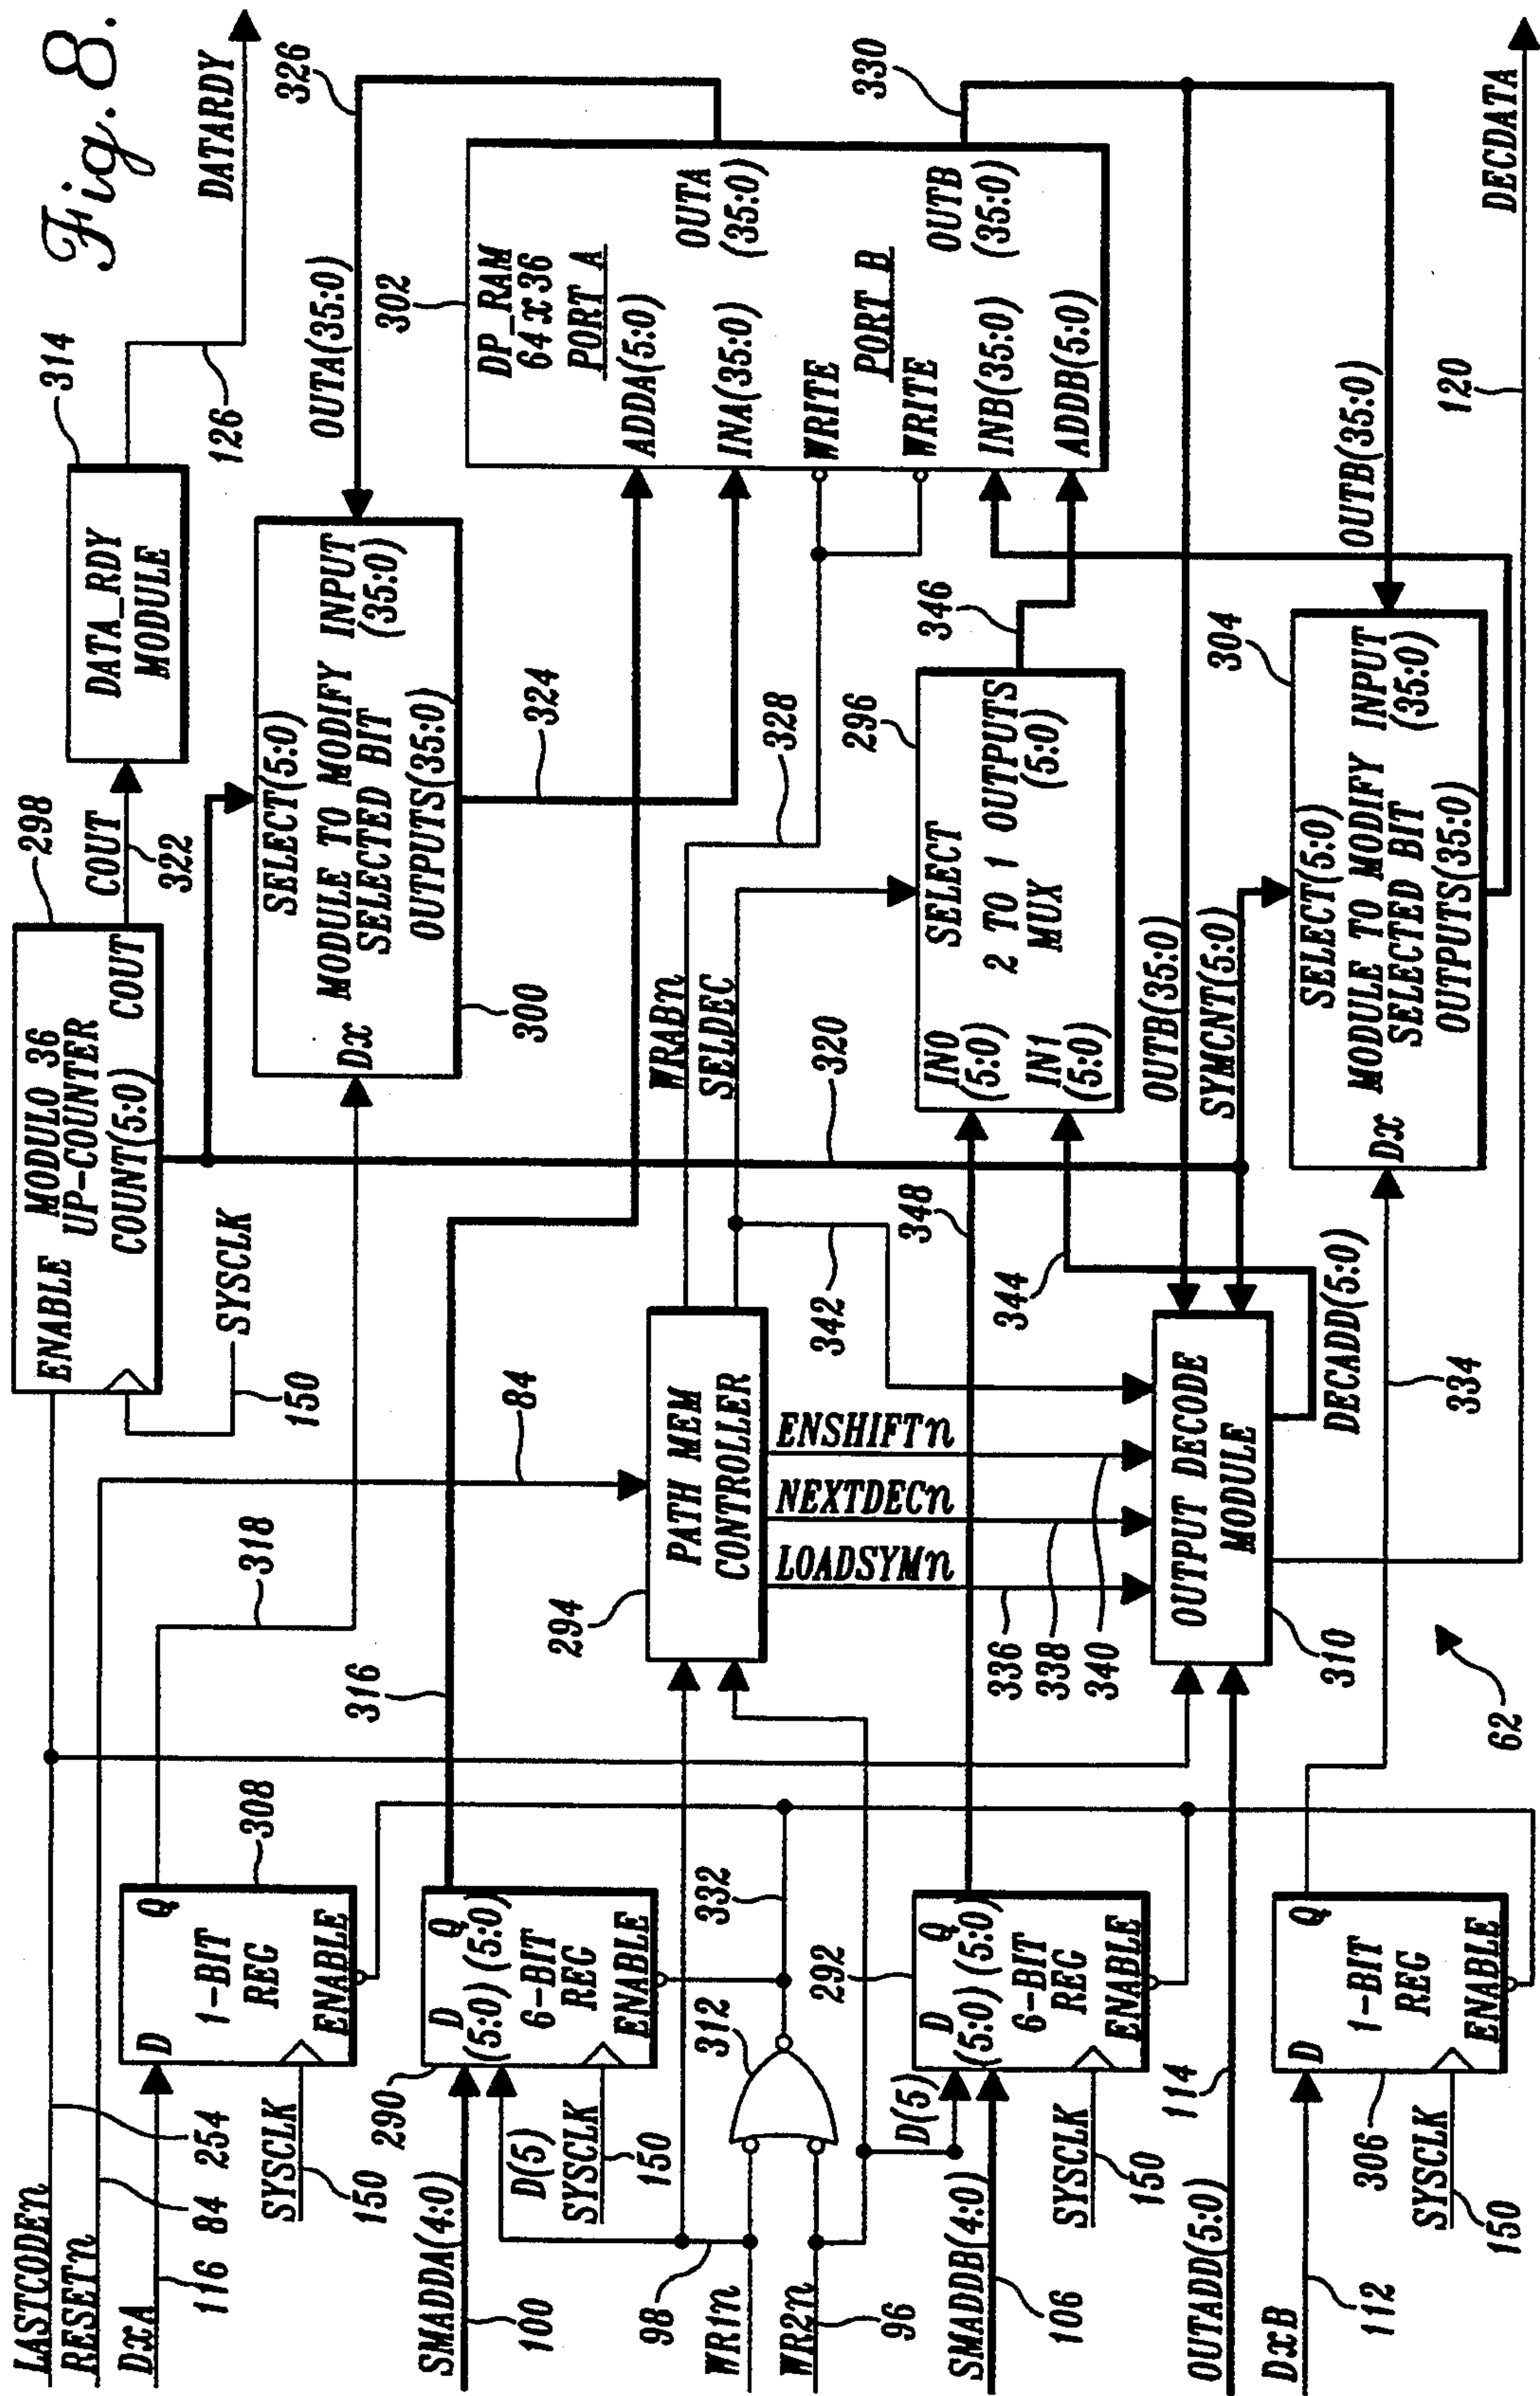 Fig. 8.
LASTCODEn
254
RESETn
84
DxA
116
D
Q
1-BIT
REG
ENABLE
308
SYSCLK
150
318
ENABLE
MODULO 36
UP-COUNTER
COUNT(5:0)
COUT
298
SYSCLK
150
COUT
322
DATA_RDY
MODULE
314
126
DATARDY
SMADDA(4:0)
100
290
D
(5:0)
Q
(5:0)
6-BIT
REG
ENABLE
D(5)
SYSCLK
150
316
SELECT(5:0)
MODULE TO MODIFY
SELECTED BIT
Dx
INPUT
(35:0)
OUTPUTS(35:0)
300
324
OUTA(35:0)
326
302
DP_RAM
64x36
PORT A
ADDA(5:0)
OUTA
(35:0)
INA(35:0)
WRITE
PORT B
WRITE
OUTB
(35:0)
INB(35:0)
ADDB(5:0)
330
98
WR1n
WR2n
96
312
332
84
PATH MEM
CONTROLLER
294
WRABn
SELDEC
328
342
320
LOADSYMn
NEXTDECn
ENSHIFTn
336
338
340
SMADDB(4:0)
106
292
D(5)
D
(5:0)
Q
(5:0)
6-BIT
REG
ENABLE
SYSCLK
150
348
344
IN0
(5:0)
IN1
(5:0)
SELECT
2 TO 1
MUX
OUTPUTS
(5:0)
296
346
OUTADD(5:0)
114
OUTPUT DECODE
MODULE
310
DECADD(5:0)
OUTB(35:0)
SYMCNT(5:0)
DxB
112
D
Q
1-BIT
REG
ENABLE
306
SYSCLK
150
334
SELECT(5:0)
MODULE TO MODIFY
SELECTED BIT
Dx
INPUT
(35:0)
OUTPUTS(35:0)
304
OUTB(35:0)
62
120
DECDATA